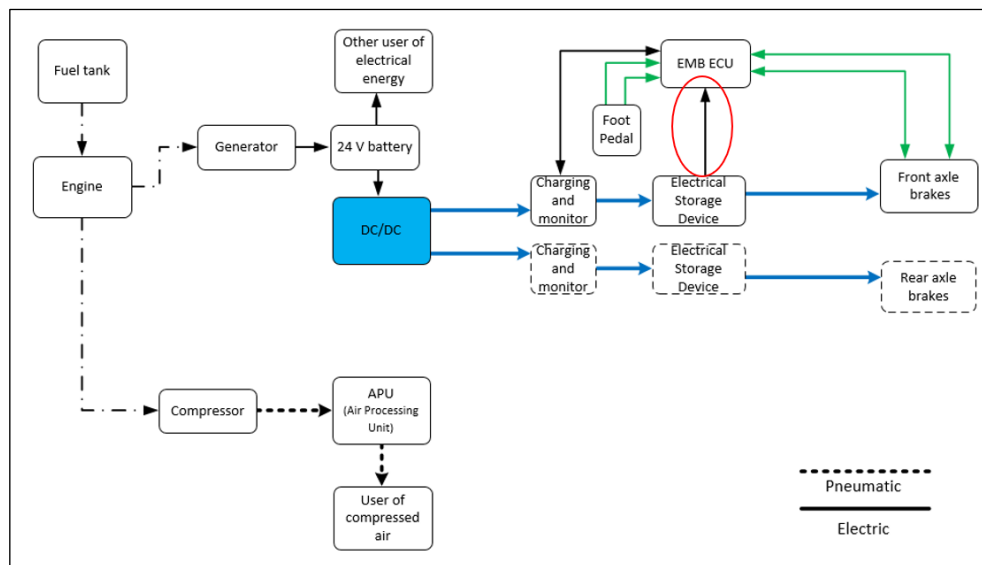 Fuel tank
Other user of
electrical
energy
EMB ECU
Foot
Pedal
Generator
24 V battery
Engine
Charging
and
monitor
Electrical
Storage
Device
Front axle
brakes
DC/DC
Charging
and
monitor
Electrical
Storage
Device
Rear axle
brakes
Compressor
APU
(Air Processing
Unit)
User of
compressed
air
Pneumatic
Electric